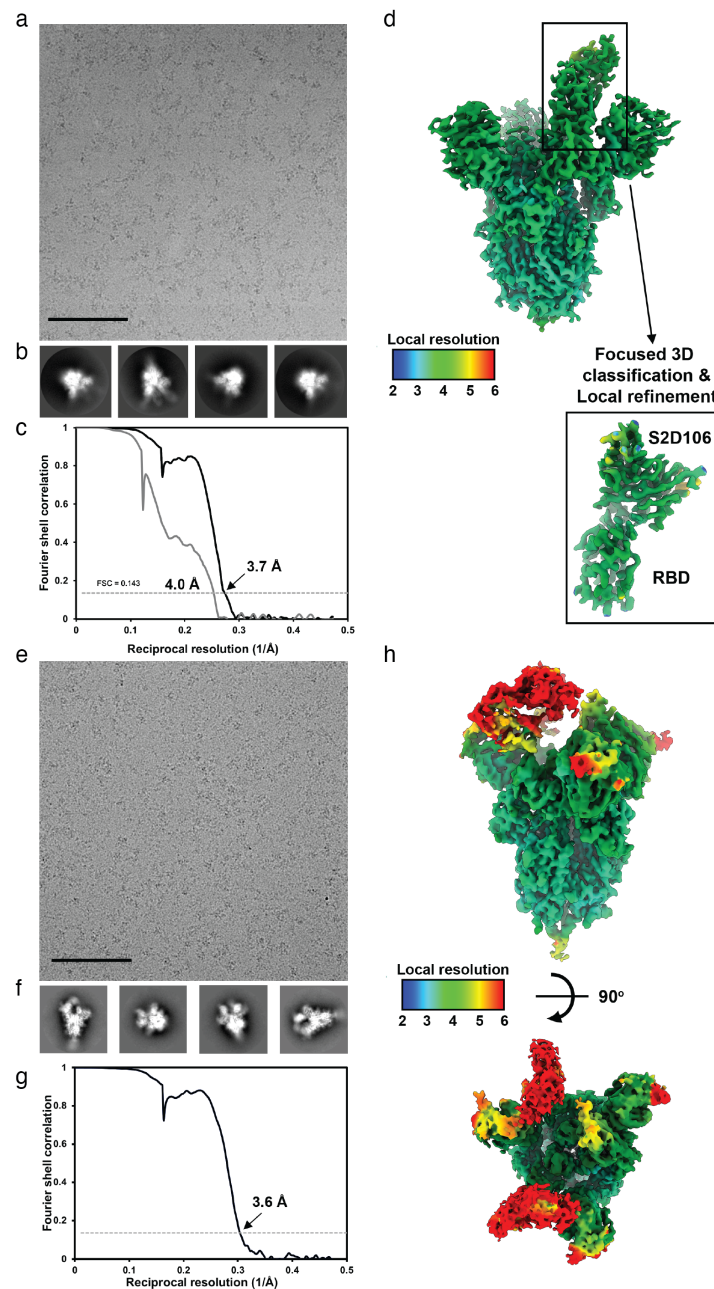 a
d
Local resolution
2 3 4 5 6
Focused 3D
classification &
Local refinement
S2D106
RBD
b
c
Fourier shell correlation
1
0.8
0.6
0.4
0.2
0
FSC = 0.143
4.0 Å
3.7 Å
0 0.1 0.2 0.3 0.4 0.5
Reciprocal resolution (1/Å)
e
h
Local resolution
2 3 4 5 6
90º
f
g
Fourier shell correlation
1
0.8
0.6
0.4
0.2
0
3.6 Å
0 0.1 0.2 0.3 0.4 0.5
Reciprocal resolution (1/Å)